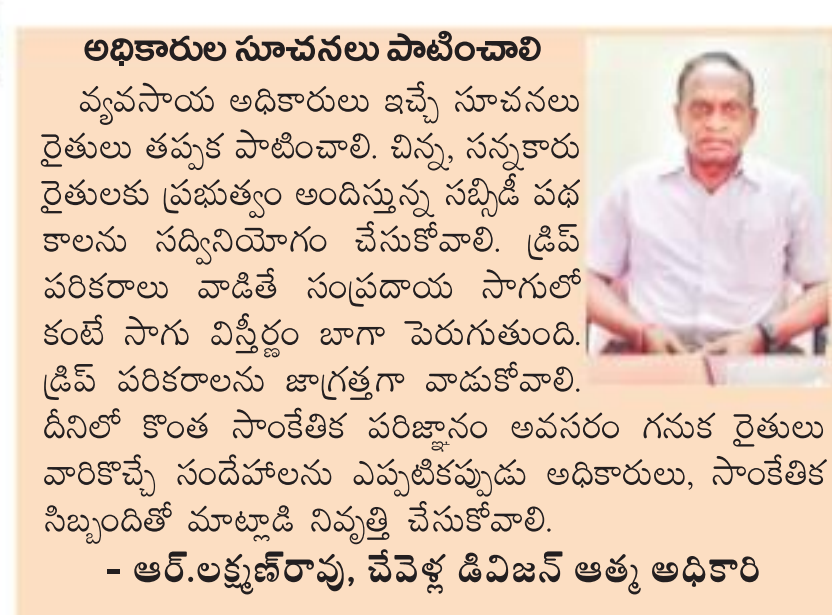 అధికారుల సూచనలు పాటించాలి
వ్యవసాయ అధికారులు ఇచ్చే సూచనలు
రైతులు తప్పక పాటించాలి. చిన్న, సన్నకారు
రైతులకు ప్రభుత్వం అందిస్తున్న సబ్సిడీ పథ
కాలను సద్వినియోగం చేసుకోవాలి. డ్రిప్
పరికరాలు వాడితే సంప్రదాయ సాగులో
కంటే సాగు విస్తీర్ణం బాగా పెరుగుతుంది.
డ్రిప్ పరికరాలను జాగ్రత్తగా వాడుకోవాలి.
దీనిలో కొంత సాంకేతిక పరిజ్ఞానం అవసరం గనుక రైతులు
వారికొచ్చే సందేహాలను ఎప్పటికప్పుడు అధికారులు, సాంకేతిక
సిబ్బందితో మాట్లాడి నివృత్తి చేసుకోవాలి.
- ఆర్.లక్ష్మణ్‌రావు, చేవెళ్ల డివిజన్ ఆత్మ అధికారి